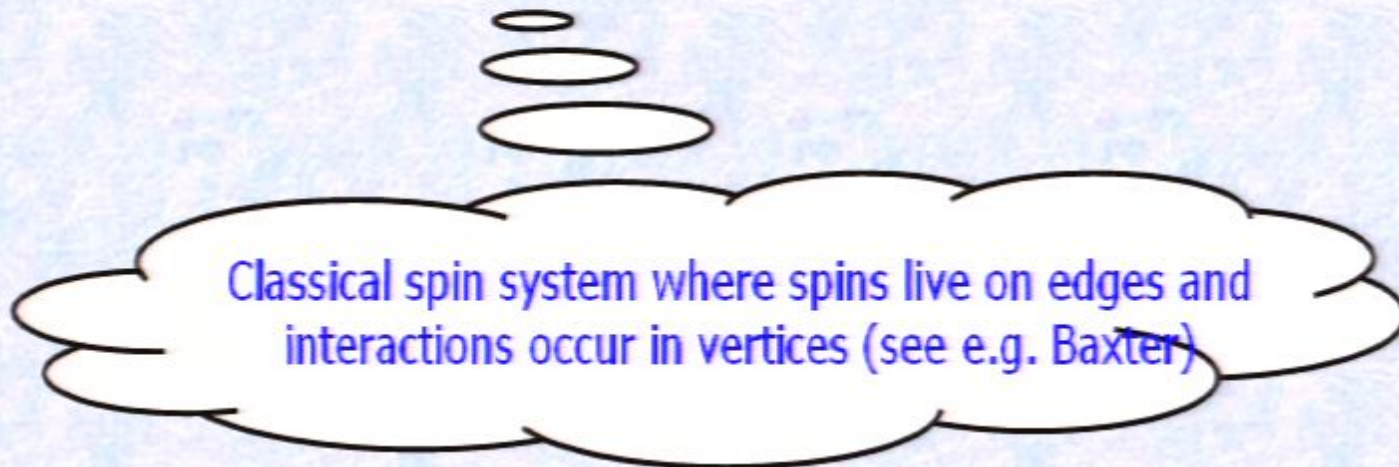 Classical spin system where spins live on edges and
interactions occur in vertices (see e.g. Baxter)